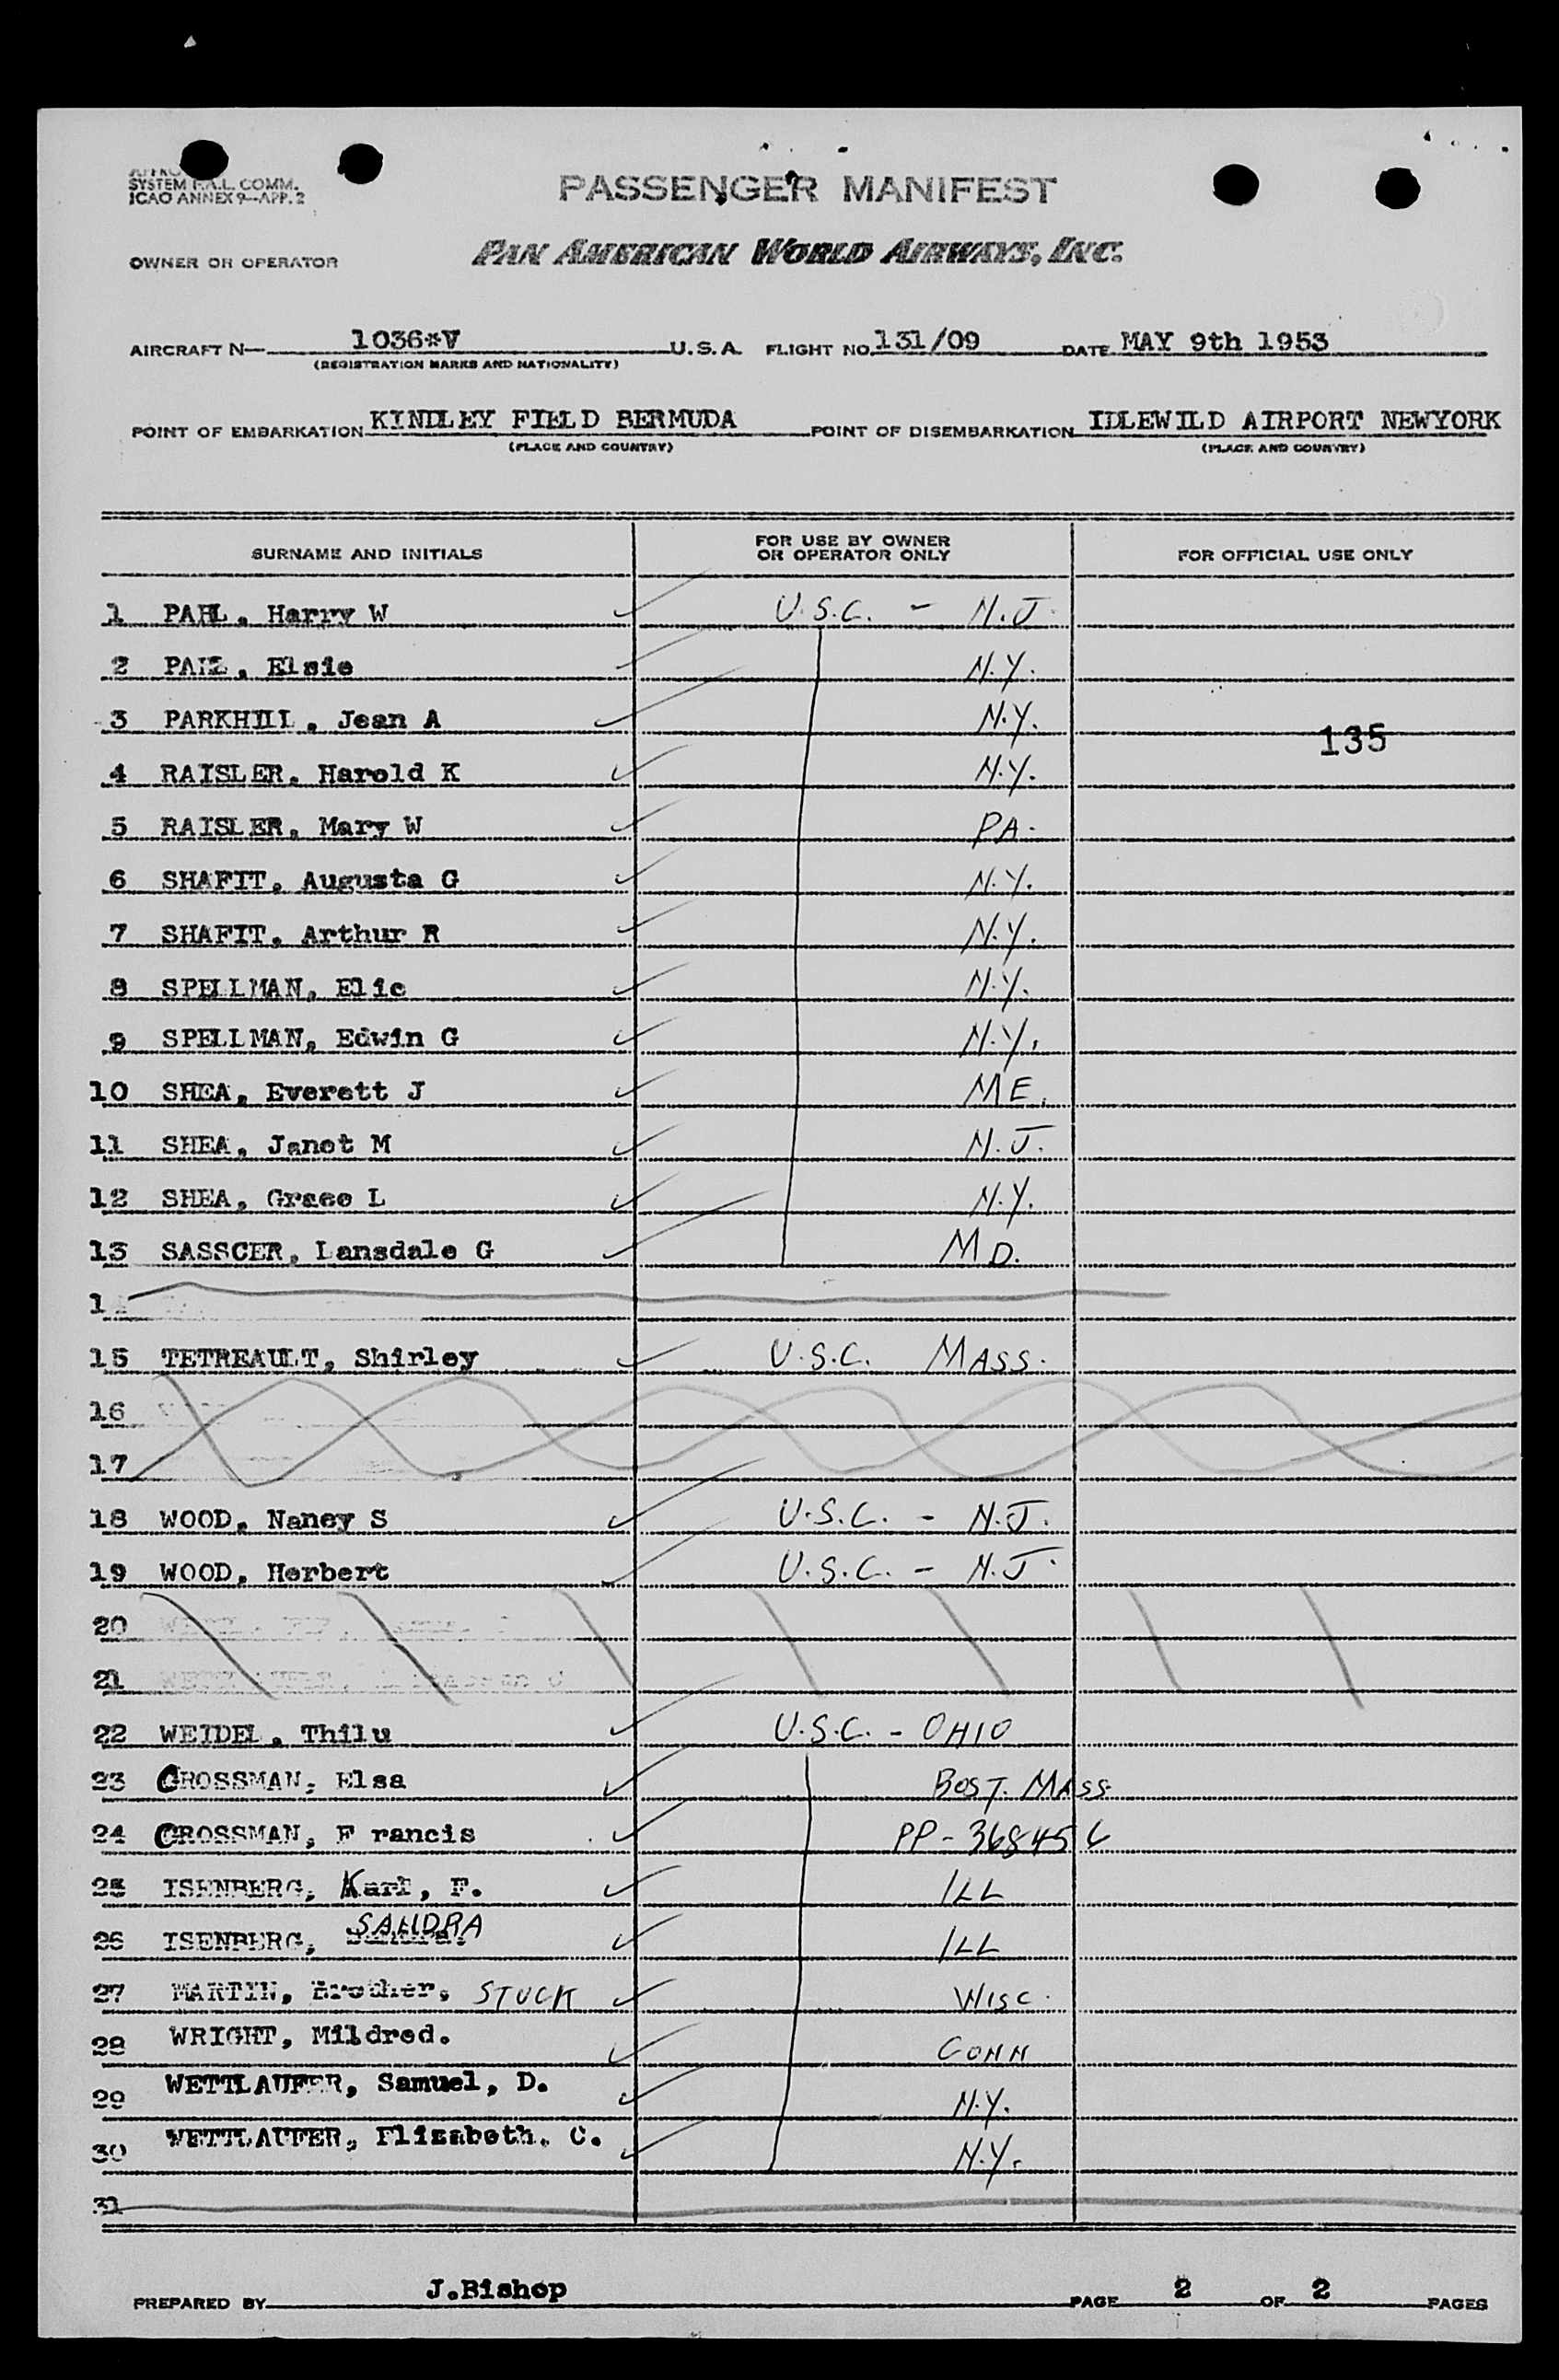 SYSTEM F.A.L. COMM.
ICAO ANNEX 9—APP. 2
PASSENGER MANIFEST
OWNER OR OPERATOR PAN AMERICAN WORLD AIRWAYS, INC.
AIRCRAFT N— 1036*V U.S.A. FLIGHT NO. 131/09 DATE MAY 9th 1953
(REGISTRATION MARKS AND NATIONALITY)
POINT OF EMBARKATION KINDLEY FIELD BERMUDA POINT OF DISEMBARKATION IDLEWILD AIRPORT NEWYORK
(PLACE AND COUNTRY) (PLACE AND COUNTRY)
SURNAME AND INITIALS FOR USE BY OWNER OR OPERATOR ONLY FOR OFFICIAL USE ONLY
1 PAHL, Harry W U.S.C. - N.J.
2 PAHL, Elsie N.Y.
3 PARKHILL, Jean A N.Y.
135
4 RAISLER, Harold K N.Y.
5 RAISLER, Mary W PA.
6 SHAFIT, Augusta G N.Y.
7 SHAFIT, Arthur R N.Y.
8 SPELLMAN, Elie N.Y.
9 SPELLMAN, Edwin G N.Y.
10 SHEA, Everett J ME.
11 SHEA, Janet M N.J.
12 SHEA, Grace L N.Y.
13 SASSCER, Lansdale G MD.
1
15 TETREAULT, Shirley U.S.C. MASS.
16
17
18 WOOD, Nancy S U.S.C. - N.J.
19 WOOD, Herbert U.S.C. - N.J.
20
21
22 WEIDEL, Thilu U.S.C. - OHIO
23 GROSSMAN, Elsa BOST. MASS.
24 GROSSMAN, F rancis PP-368456
25 ISENBERG, Karl, F. ILL
26 ISENBERG, SANDRA ILL
27 MARTIN, Brother, STUCK WISC.
28 WRIGHT, Mildred. CONN
29 WETTLAUFER, Samuel, D. N.Y.
30 WETTLAUFER, Elizabeth, C. N.Y.
31
PREPARED BY J.Bishop PAGE 2 OF 2 PAGES